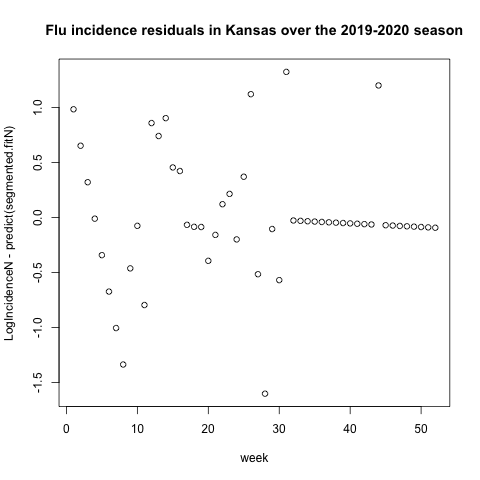 Flu incidence residuals in Kansas over the 2019-2020 season
LogIncidenceN - predict(segmented.fitN)
1.0
0.5
0.0
-0.5
-1.0
-1.5
0 10 20 30 40 50
week